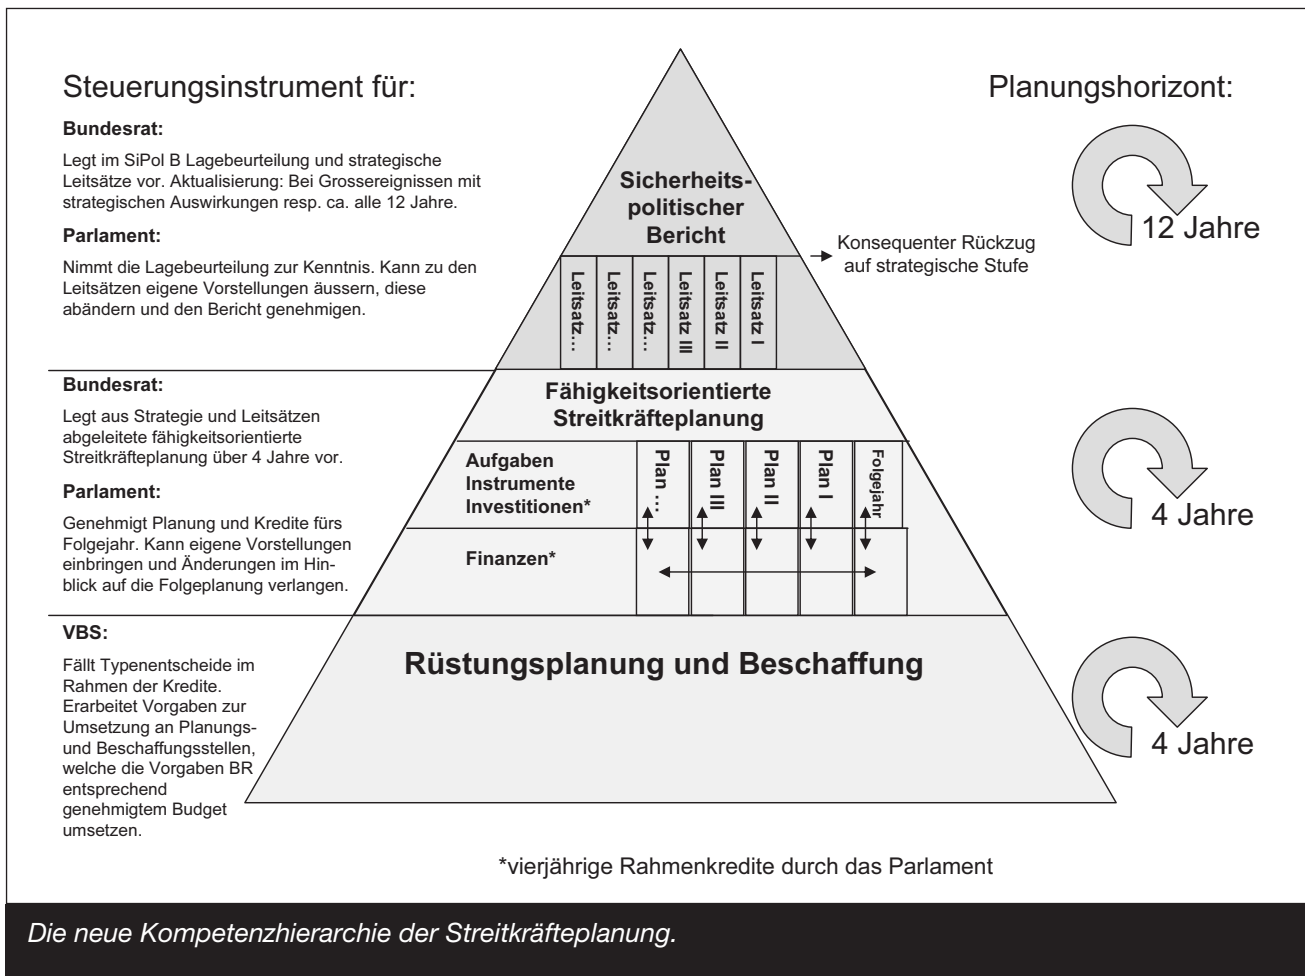 Steuerungsinstrument für:
Bundesrat:
Legt im SiPol B Lagebeurteilung und strategische
Leitsätze vor. Aktualisierung: Bei Grossereignissen mit
strategischen Auswirkungen resp. ca. alle 12 Jahre.
Parlament:
Nimmt die Lagebeurteilung zur Kenntnis. Kann zu den
Leitsätzen eigene Vorstellungen äussern, diese
abändern und den Bericht genehmigen.
Bundesrat:
Legt aus Strategie und Leitsätzen
abgeleitete fähigkeitsorientierte
Streitkräfteplanung über 4 Jahre vor.
Parlament:
Genehmigt Planung und Kredite fürs
Folgejahr. Kann eigene Vorstellungen
einbringen und Änderungen im Hin-
blick auf die Folgeplanung verlangen.
VBS:
Fällt Typenentscheide im
Rahmen der Kredite.
Erarbeitet Vorgaben zur
Umsetzung an Planungs-
und Beschaffungsstellen,
welche die Vorgaben BR
entsprechend
genehmigtem Budget
umsetzen.
Sicherheits-
politischer
Bericht
Leitsatz…
Leitsatz…
Leitsatz…
Leitsatz III
Leitsatz II
Leitsatz I
Konsequenter Rückzug
auf strategische Stufe
Fähigkeitsorientierte
Streitkräfteplanung
Aufgaben
Instrumente
Investitionen*
Plan …
Plan III
Plan II
Plan I
Folgejahr
Finanzen*
Rüstungsplanung und Beschaffung
Planungshorizont:
12 Jahre
4 Jahre
4 Jahre
*vierjährige Rahmenkredite durch das Parlament
Die neue Kompetenzhierarchie der Streitkräfteplanung.